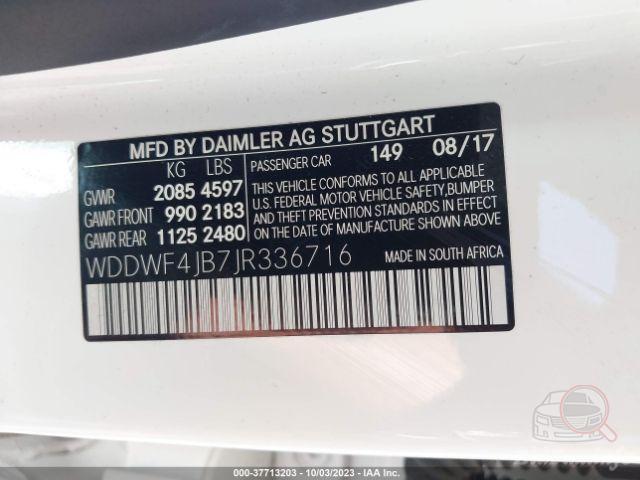 MFD BY DAIMLER AG STUTTGART
KG LBS
PASSENGER CAR 149 08/17
GVWR 2085 4597
GAWR FRONT 990 2183
GAWR REAR 1125 2480
THIS VEHICLE CONFORMS TO ALL APPLICABLE
U.S. FEDERAL MOTOR VEHICLE SAFETY, BUMPER
AND THEFT PREVENTION STANDARDS IN EFFECT
ON THE DATE OF MANUFACTURE SHOWN ABOVE
WDDWF4JB7JR336716
MADE IN SOUTH AFRICA
000-37713203 - 10/03/2023 - IAA Inc.